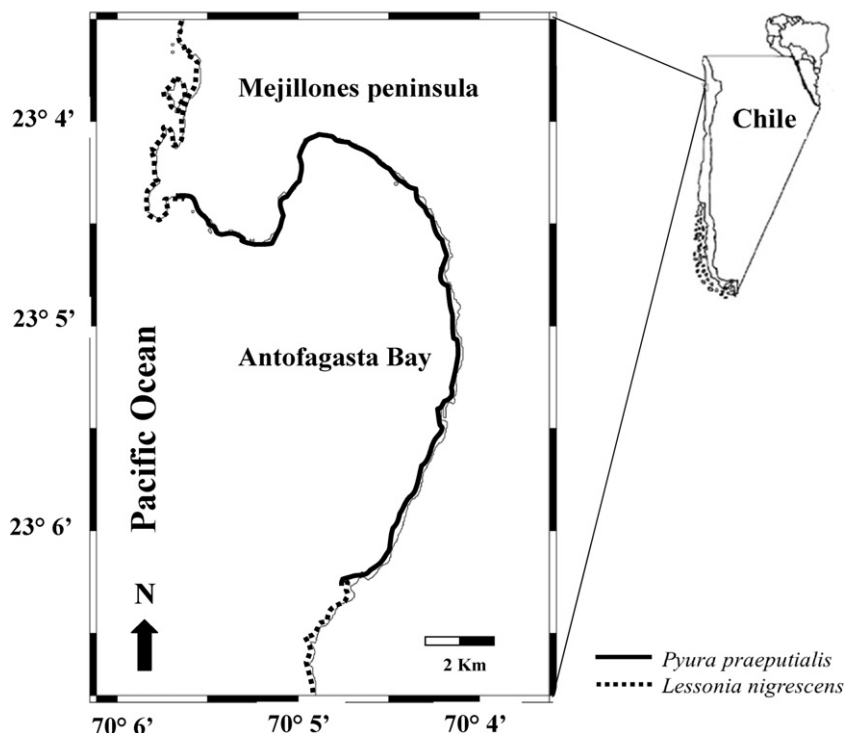 Mejillones peninsula
Chile
23° 4’
23° 5’
Antofagasta Bay
Pacific Ocean
23° 6’
N
2 Km
Pyura praeputialis
Lessonia nigrescens
70° 6’
70° 5’
70° 4’